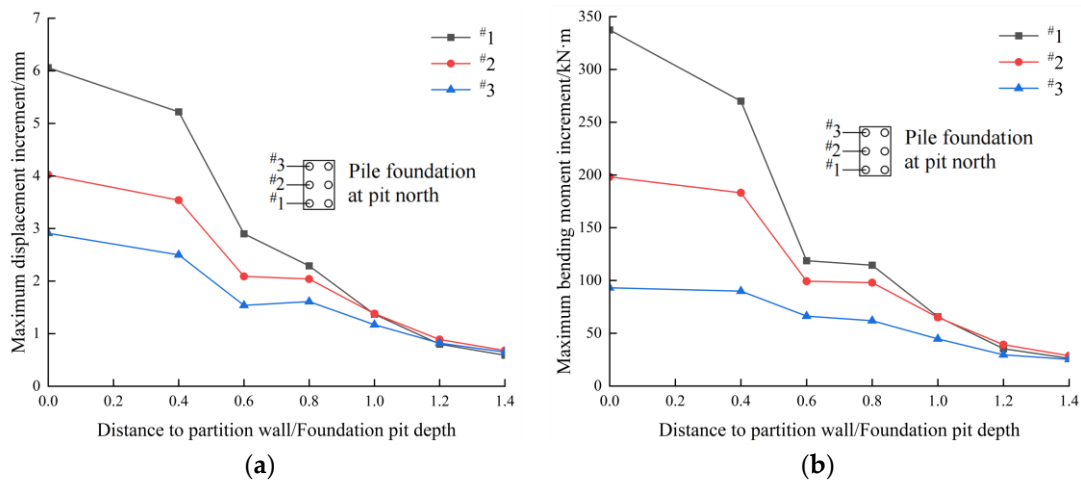 7
6
5
4
3
2
1
0
Maximum displacement increment/mm
#1
#2
#3
#3
#2
#1
Pile foundation
at pit north
0.0 0.2 0.4 0.6 0.8 1.0 1.2 1.4
Distance to partition wall/Foundation pit depth
(a)
350
300
250
200
150
100
50
0
Maximum bending moment increment/kN·m
#1
#2
#3
#3
#2
#1
Pile foundation
at pit north
0.0 0.2 0.4 0.6 0.8 1.0 1.2 1.4
Distance to partition wall/Foundation pit depth
(b)